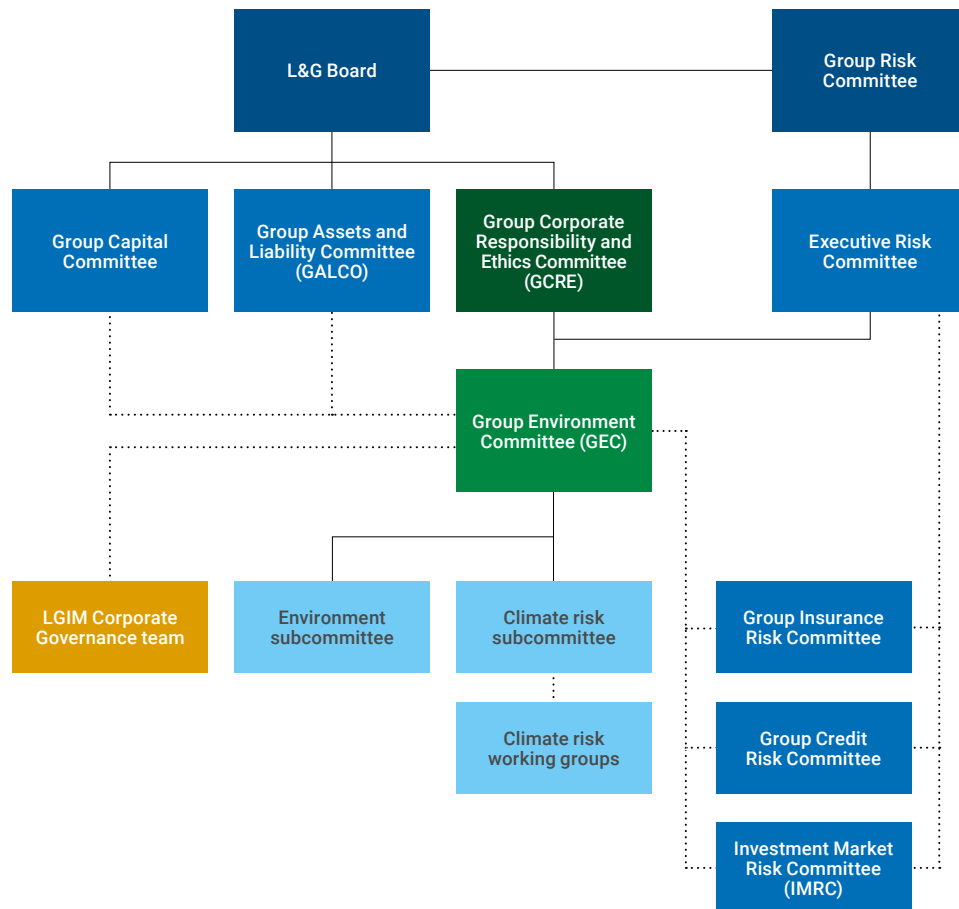 L&G Board
Group Risk
Committee
Group Capital
Committee
Group Assets and
Liability Committee
(GALCO)
Group Corporate
Responsibility and
Ethics Committee
(GCRE)
Executive Risk
Committee
Group Environment
Committee (GEC)
LGIM Corporate
Governance team
Environment
subcommittee
Climate risk
subcommittee
Group Insurance
Risk Committee
Climate risk
working groups
Group Credit
Risk Committee
Investment Market
Risk Committee
(IMRC)